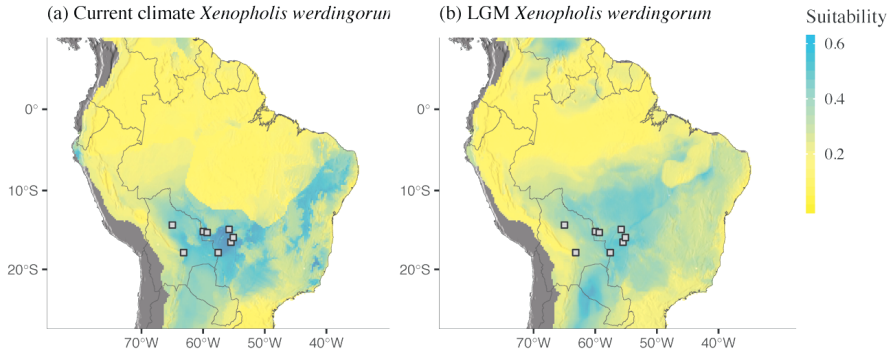 (a) Current climate Xenopholis werdingorum
(b) LGM Xenopholis werdingorum
Suitability
0.6
0.4
0.2
0°
10°S
20°S
70°W 60°W 50°W 40°W
0°
10°S
20°S
70°W 60°W 50°W 40°W